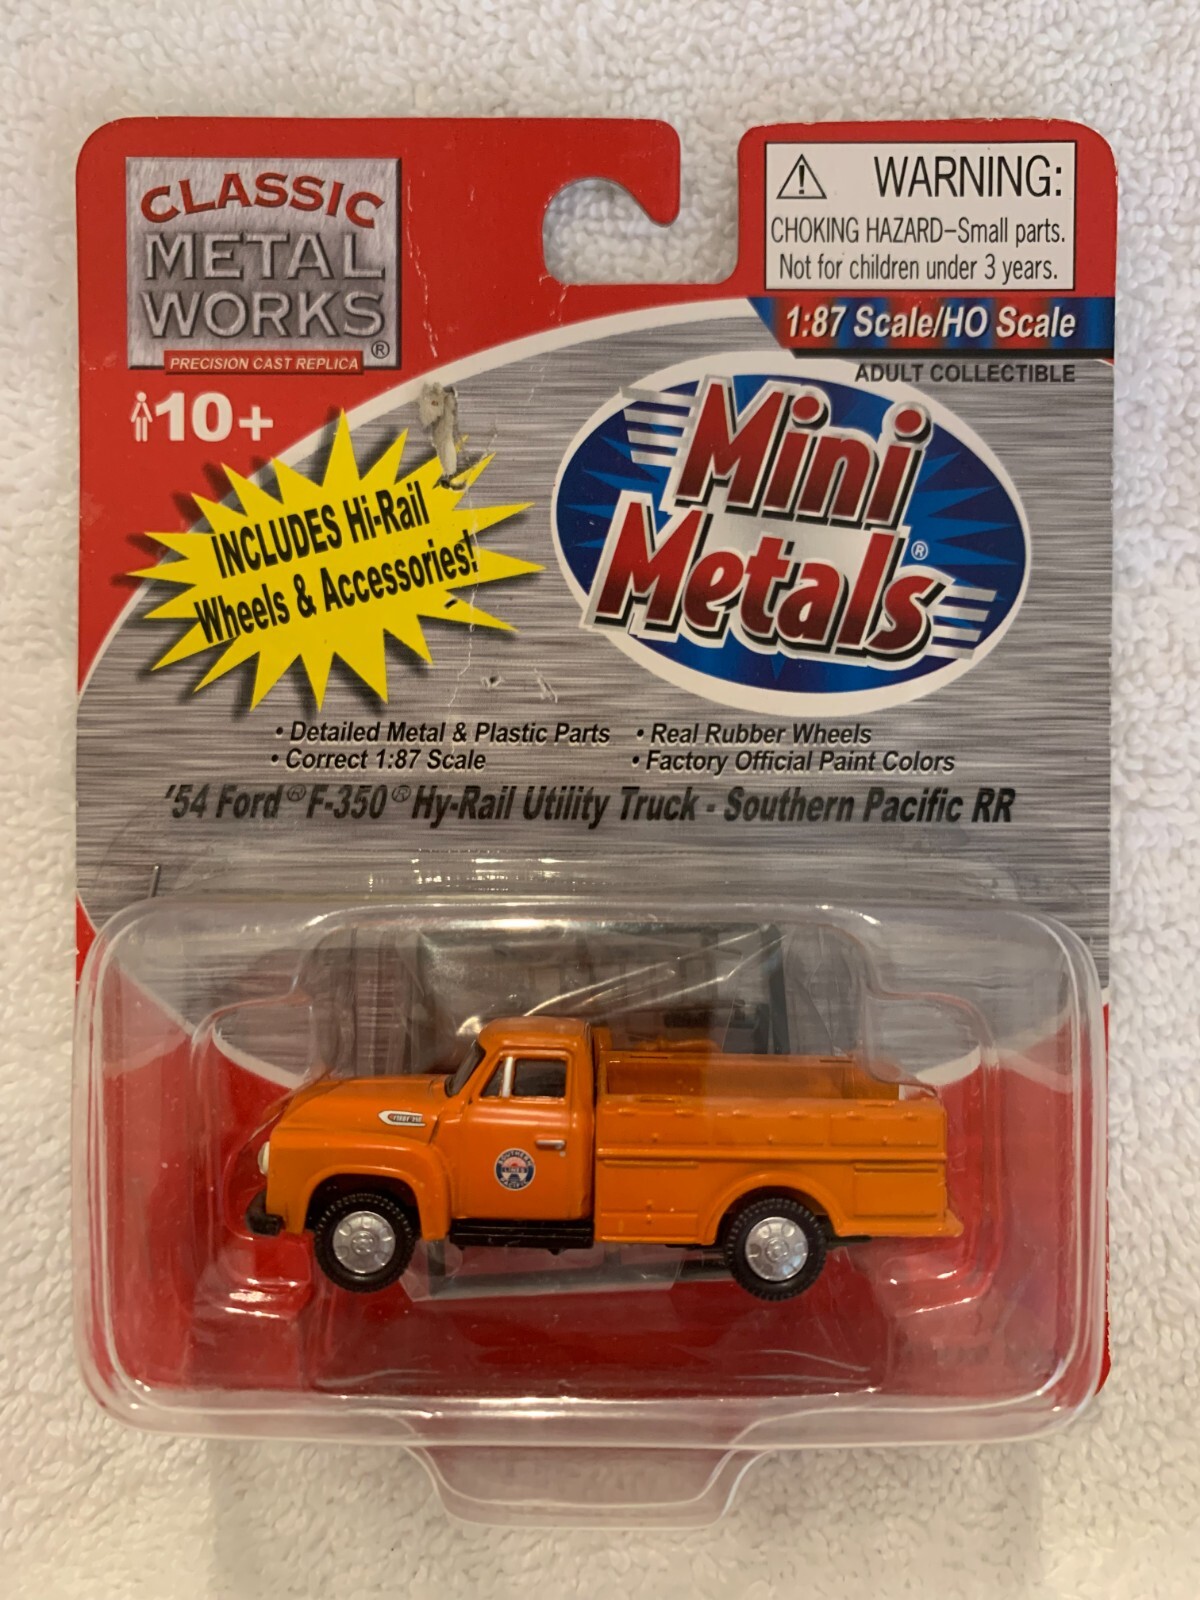 CLASSIC
METAL
WORKS®
PRECISION CAST REPLICA
10+
⚠ WARNING:
CHOKING HAZARD–Small parts.
Not for children under 3 years.
1:87 Scale/HO Scale
ADULT COLLECTIBLE
Mini
Metals®
INCLUDES Hi-Rail
Wheels & Accessories!
• Detailed Metal & Plastic Parts • Real Rubber Wheels
• Correct 1:87 Scale • Factory Official Paint Colors
'54 Ford® F-350® Hy-Rail Utility Truck - Southern Pacific RR
SOUTHERN
LINES
PACIFIC